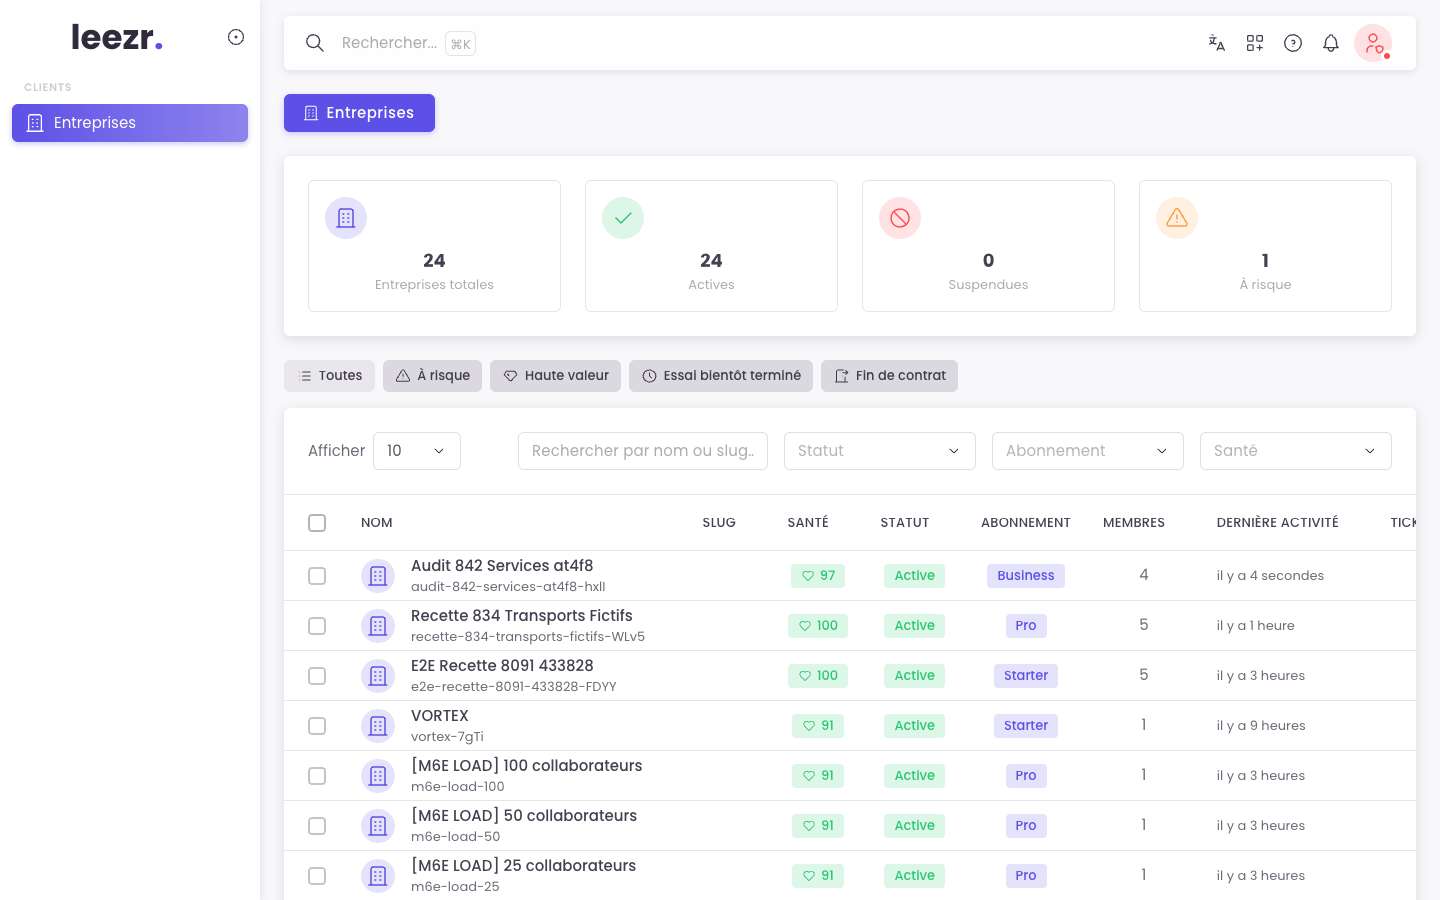 leezr.
Rechercher... ⌘K
CLIENTS
Entreprises
Entreprises
24
Entreprises totales
24
Actives
0
Suspendues
1
À risque
Toutes
À risque
Haute valeur
Essai bientôt terminé
Fin de contrat
Afficher 10 Rechercher par nom ou slug.. Statut Abonnement Santé
NOM SLUG SANTÉ STATUT ABONNEMENT MEMBRES DERNIÈRE ACTIVITÉ TICK
Audit 842 Services at4f8 97 Active Business 4 il y a 4 secondes
audit-842-services-at4f8-hxll
Recette 834 Transports Fictifs 100 Active Pro 5 il y a 1 heure
recette-834-transports-fictifs-WLv5
E2E Recette 8091 433828 100 Active Starter 5 il y a 3 heures
e2e-recette-8091-433828-FDYY
VORTEX 91 Active Starter 1 il y a 9 heures
vortex-7gTi
[M6E LOAD] 100 collaborateurs 91 Active Pro 1 il y a 3 heures
m6e-load-100
[M6E LOAD] 50 collaborateurs 91 Active Pro 1 il y a 3 heures
m6e-load-50
[M6E LOAD] 25 collaborateurs 91 Active Pro 1 il y a 3 heures
m6e-load-25